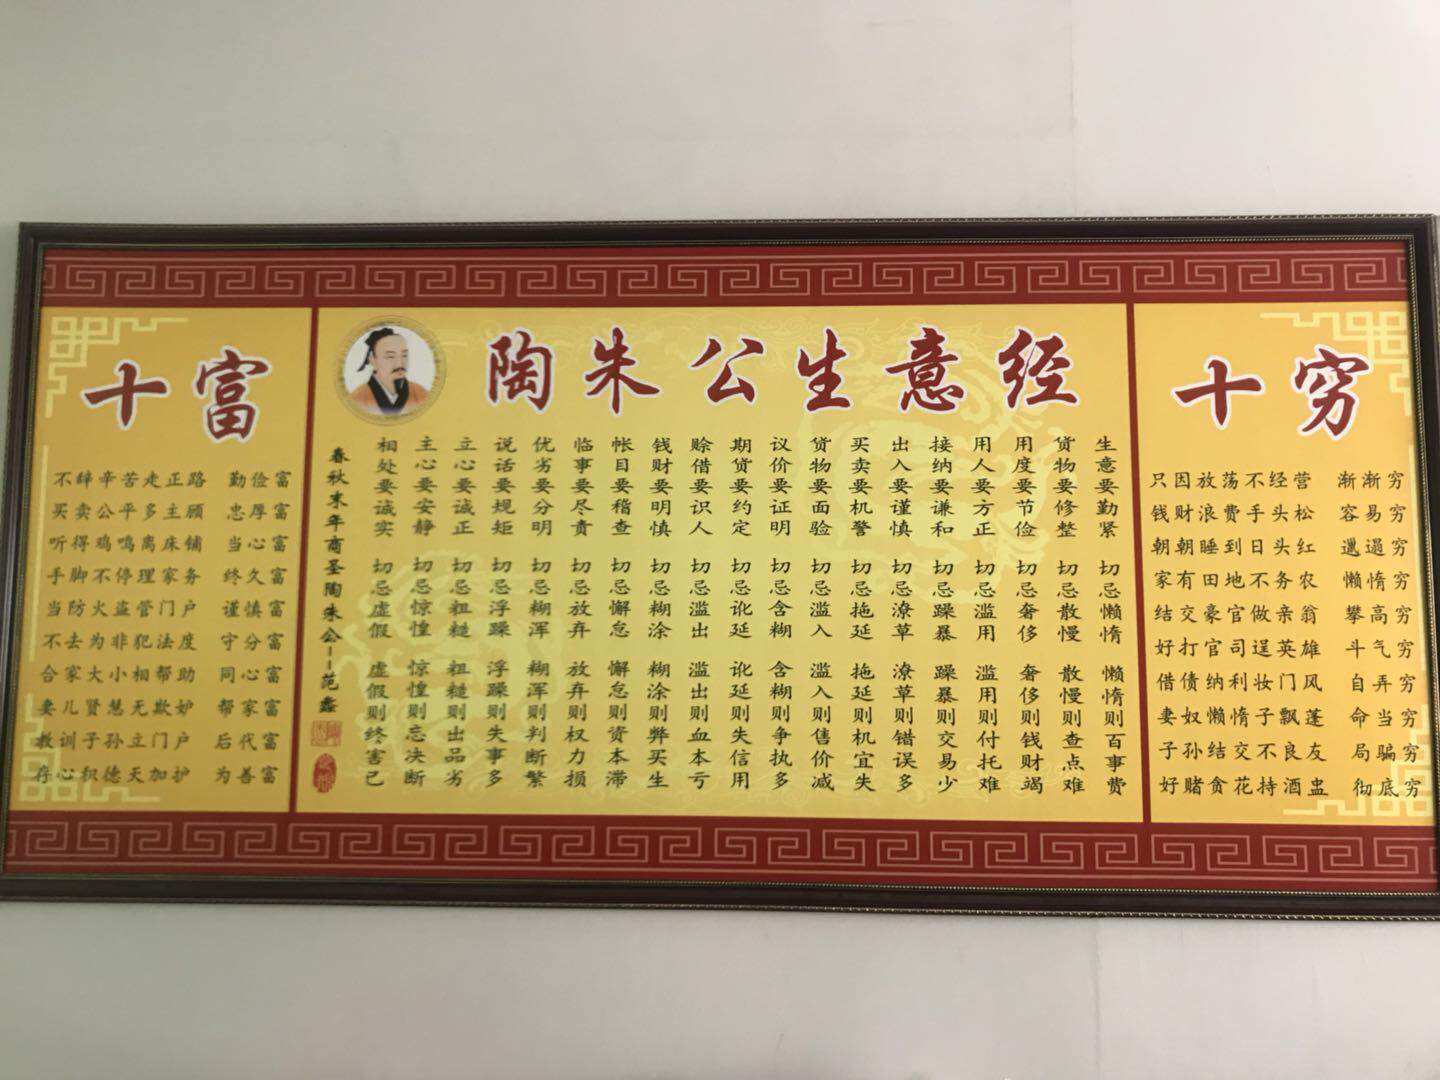 十富
不辞辛苦走正路 勤俭富
买卖公平多主顾 忠厚富
听得鸡鸣离床铺 当心富
手脚不停理家务 终久富
当防火盗管门户 谨慎富
不去为非犯法度 守分富
合家大小相帮助 同心富
妻儿贤慧无欺妒 帮家富
教训子孙立门户 后代富
存心积德天加护 为善富
陶朱公生意经
生意要勤紧 切忌懒惰 懒惰则百事费
货物要修整 切忌散慢 散慢则查点难
用度要节俭 切忌奢侈 奢侈则钱财竭
用人要方正 切忌滥用 滥用则付托难
接纳要谦和 切忌躁暴 躁暴则交易少
出入要谨慎 切忌潦草 潦草则错误多
买卖要机警 切忌拖延 拖延则机宜失
货物要面验 切忌滥入 滥入则售价减
议价要证明 切忌含糊 含糊则争执多
期货要约定 切忌讹延 讹延则失信用
赊借要识人 切忌滥出 滥出则血本亏
钱财要明慎 切忌糊涂 糊涂则弊买生
帐目要稽查 切忌懈怠 懈怠则资本滞
临事要尽责 切忌放弃 放弃则权力损
优劣要分明 切忌糊浑 糊浑则判断繁
说话要规矩 切忌浮躁 浮躁则失事多
立心要诚正 切忌粗糙 粗糙则出品劣
主心要安静 切忌惊惶 惊惶则忘决断
相处要诚实 切忌虚假 虚假则终害己
春秋末年商圣陶朱公--范蠡
十穷
只因放荡不经营 渐渐穷
钱财浪费手头松 容易穷
朝朝睡到日头红 邋遢穷
家有田地不务农 懒惰穷
结交豪官做亲翁 攀高穷
好打官司逞英雄 斗气穷
借债纳利妆门风 自弄穷
妻奴懒惰子飘蓬 命当穷
子孙结交不良友 局骗穷
好赌贪花持酒盅 彻底穷